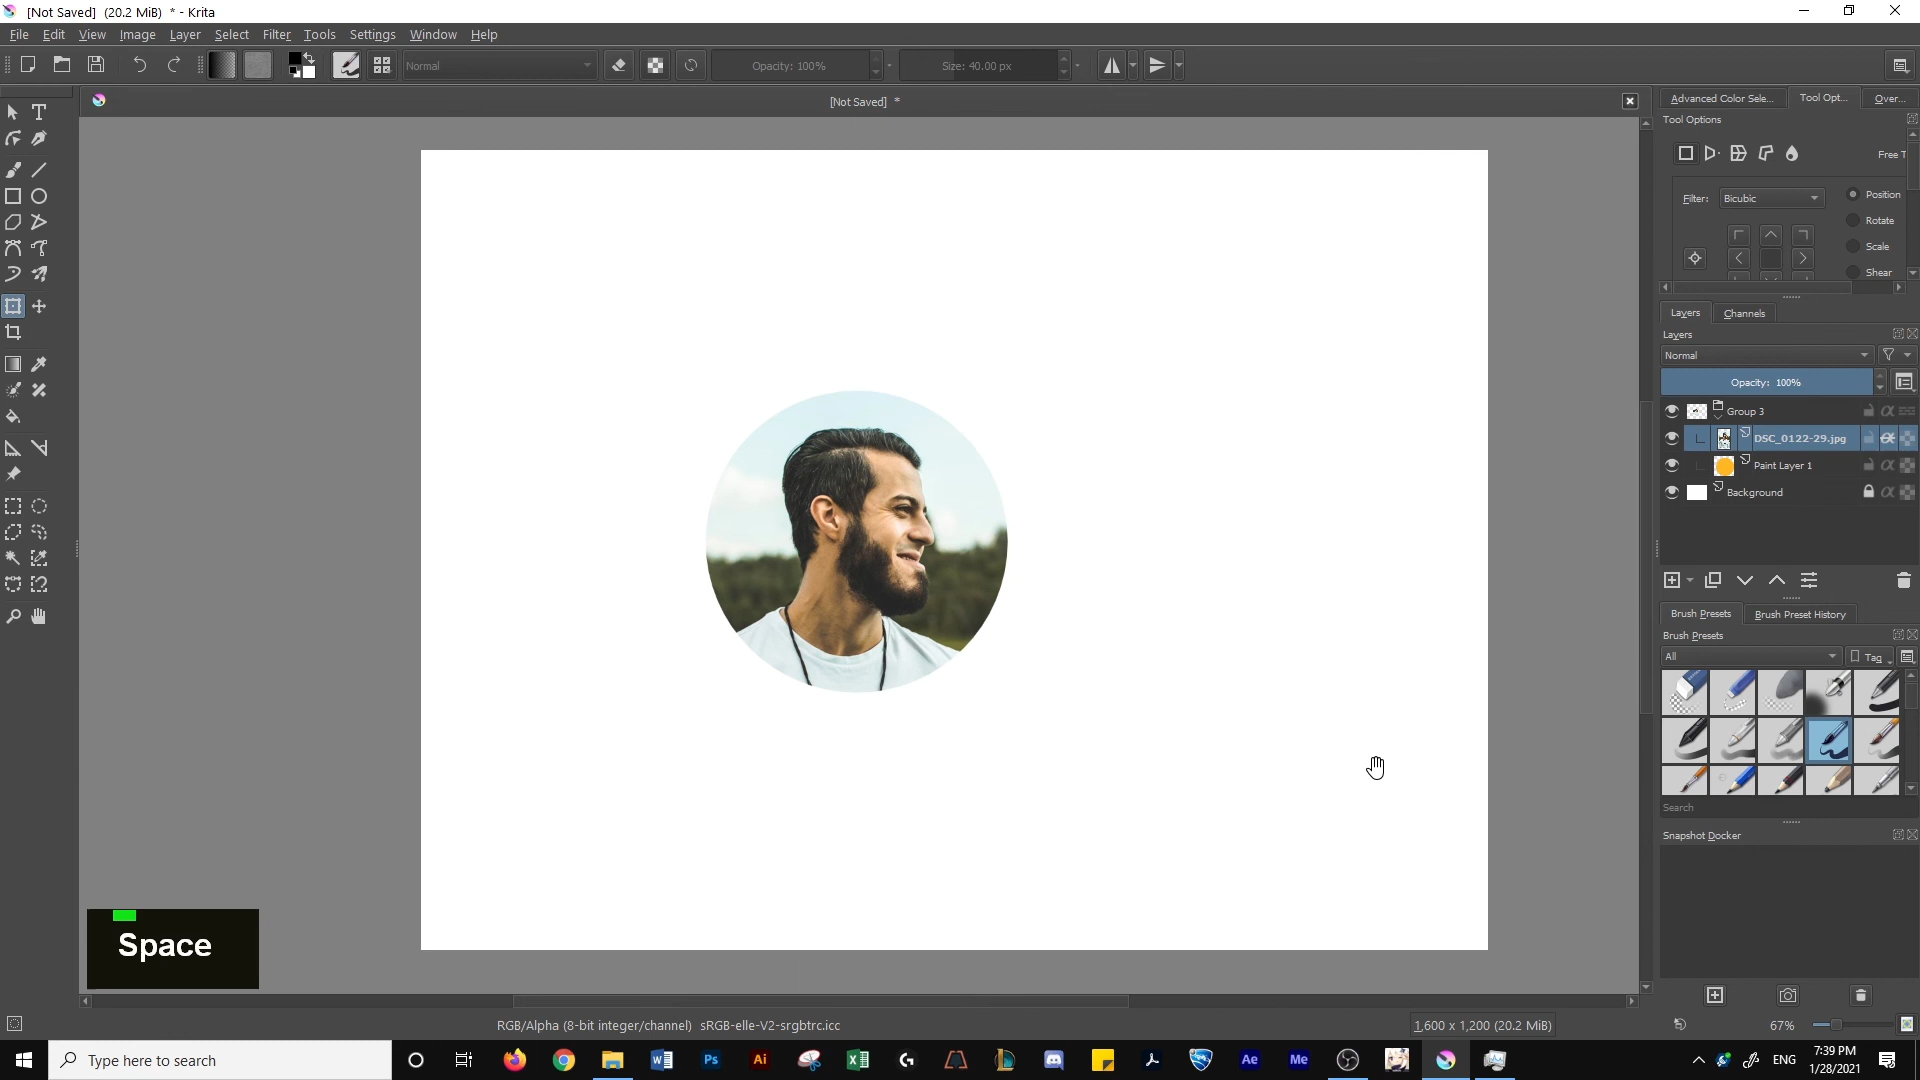 [Not Saved]  (20.2 MiB)  * - Krita
File Edit View Image Layer Select Filter Tools Settings Window Help
Normal
Opacity: 100%
Size: 40.00 px
[Not Saved]  *
Advanced Color Sele... Tool Opt... Over...
Tool Options
Free T
Filter: Bicubic
Position
Rotate
Scale
Shear
Layers Channels
Layers
Normal
Opacity: 100%
Group 3
DSC_0122-29.jpg
Paint Layer 1
Background
Brush Presets Brush Preset History
Brush Presets
All Tag
Search
Snapshot Docker
Space
RGB/Alpha (8-bit integer/channel)  sRGB-elle-V2-srgbtrc.icc
1,600 x 1,200 (20.2 MiB)
67%
Type here to search
Ps
Ai
Ae
Me
ENG
7:39 PM
1/28/2021